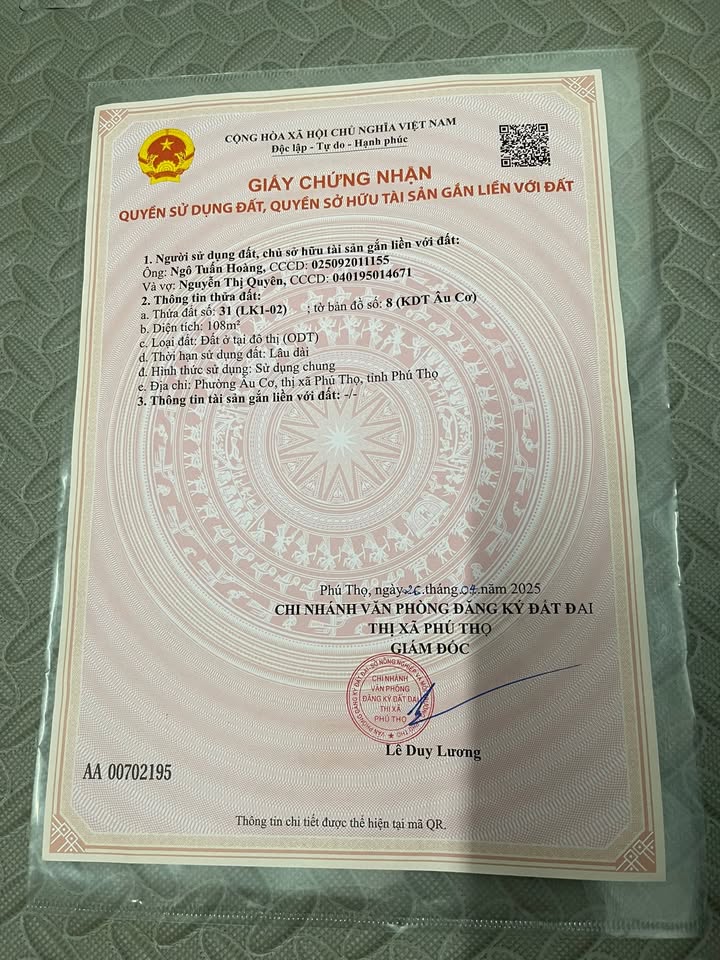 CỘNG HÒA XÃ HỘI CHỦ NGHĨA VIỆT NAM
Độc lập - Tự do - Hạnh phúc
GIẤY CHỨNG NHẬN
QUYỀN SỬ DỤNG ĐẤT, QUYỀN SỞ HỮU TÀI SẢN GẮN LIỀN VỚI ĐẤT
1. Người sử dụng đất, chủ sở hữu tài sản gắn liền với đất:
Ông: Ngô Tuấn Hoàng, CCCD: 025092011155
Và vợ: Nguyễn Thị Quyên, CCCD: 040195014671
2. Thông tin thửa đất:
a. Thửa đất số: 31 (LK1-02) ; tờ bản đồ số: 8 (KDT Âu Cơ)
b. Diện tích: 108m²
c. Loại đất: Đất ở tại đô thị (ODT)
d. Thời hạn sử dụng đất: Lâu dài
đ. Hình thức sử dụng: Sử dụng chung
e. Địa chỉ: Phường Âu Cơ, thị xã Phú Thọ, tỉnh Phú Thọ
3. Thông tin tài sản gắn liền với đất: -/-
Phú Thọ, ngày 26 tháng 04 năm 2025
CHI NHÁNH VĂN PHÒNG ĐĂNG KÝ ĐẤT ĐAI
THỊ XÃ PHÚ THỌ
GIÁM ĐỐC
CHI NHÁNH
VĂN PHÒNG
ĐĂNG KÝ ĐẤT ĐAI
THỊ XÃ
PHÚ THỌ
Lê Duy Lương
AA 00702195
Thông tin chi tiết được thể hiện tại mã QR.